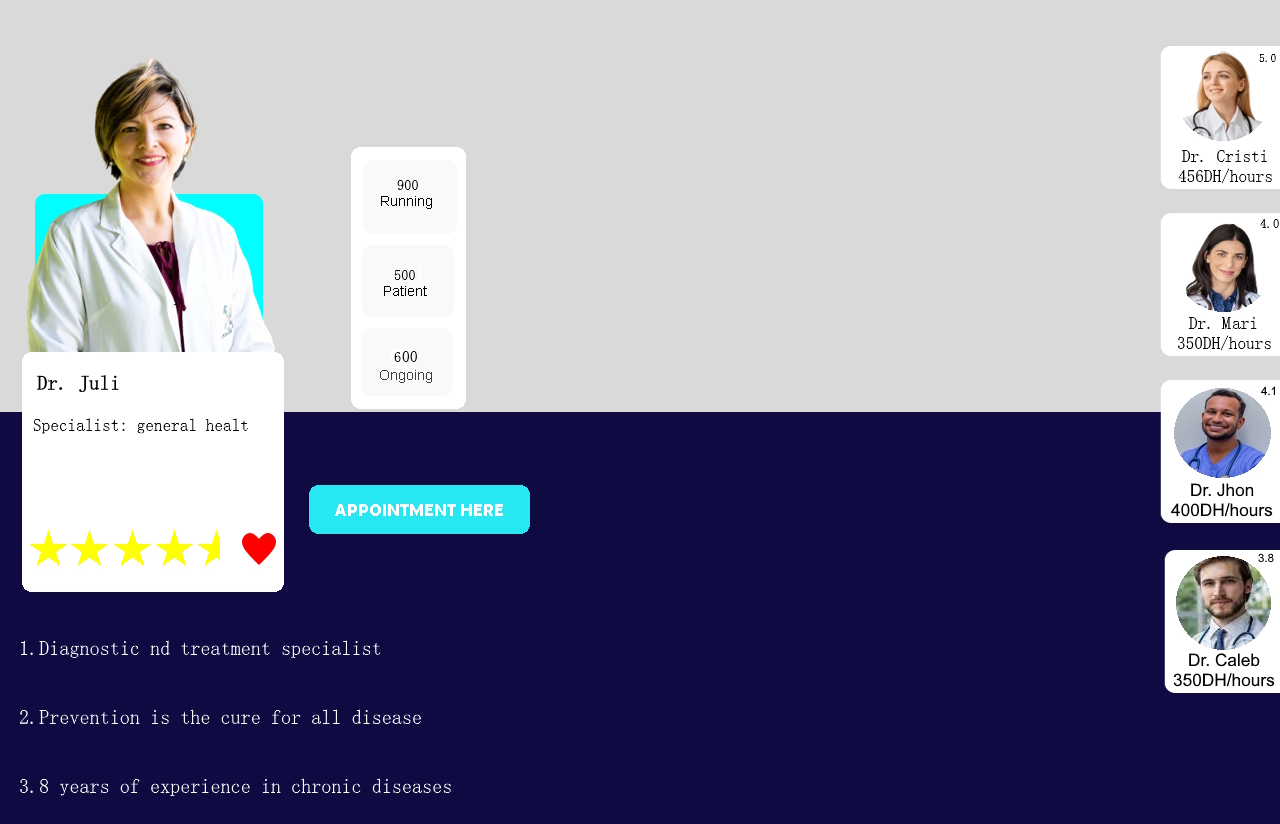 Dr. Juli
Specialist: general healt
900
Running
500
Patient
600
Ongoing
APPOINTMENT HERE
1.Diagnostic nd treatment specialist
2.Prevention is the cure for all disease
3.8 years of experience in chronic diseases
5.0
Dr. Cristi
456DH/hours
4.0
Dr. Mari
350DH/hours
4.1
Dr. Jhon
400DH/hours
3.8
Dr. Caleb
350DH/hours